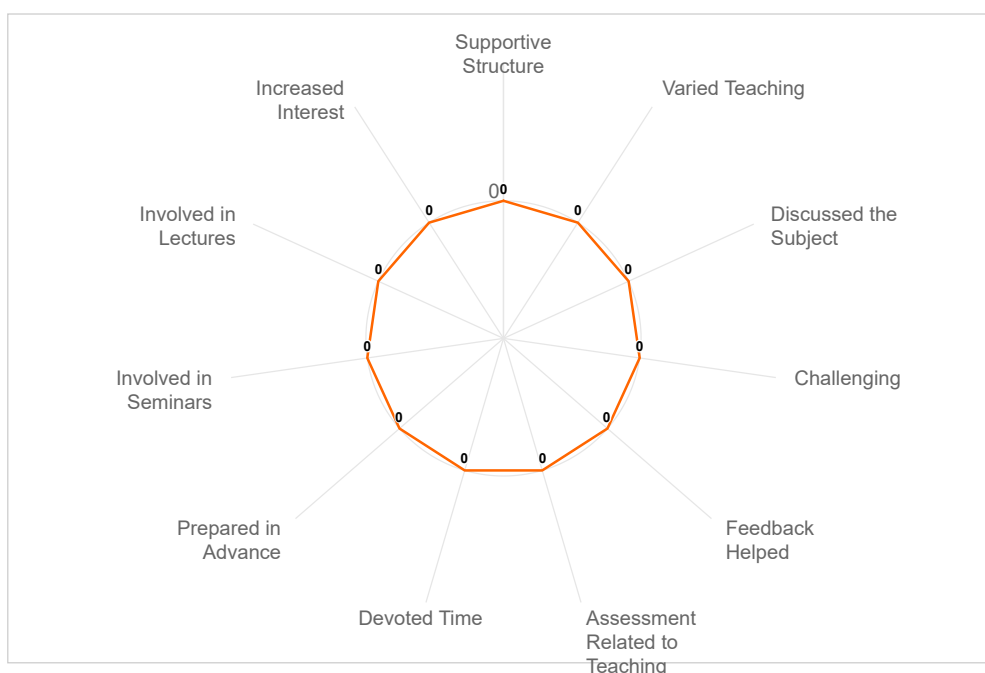 Supportive
Structure
Increased
Interest
Varied Teaching
0
0
0
0
Involved in
Lectures
Discussed the
Subject
0
0
0
0
Involved in
Seminars
Challenging
0
0
0
0
Prepared in
Advance
Feedback
Helped
Devoted Time
Assessment
Related to
Teaching